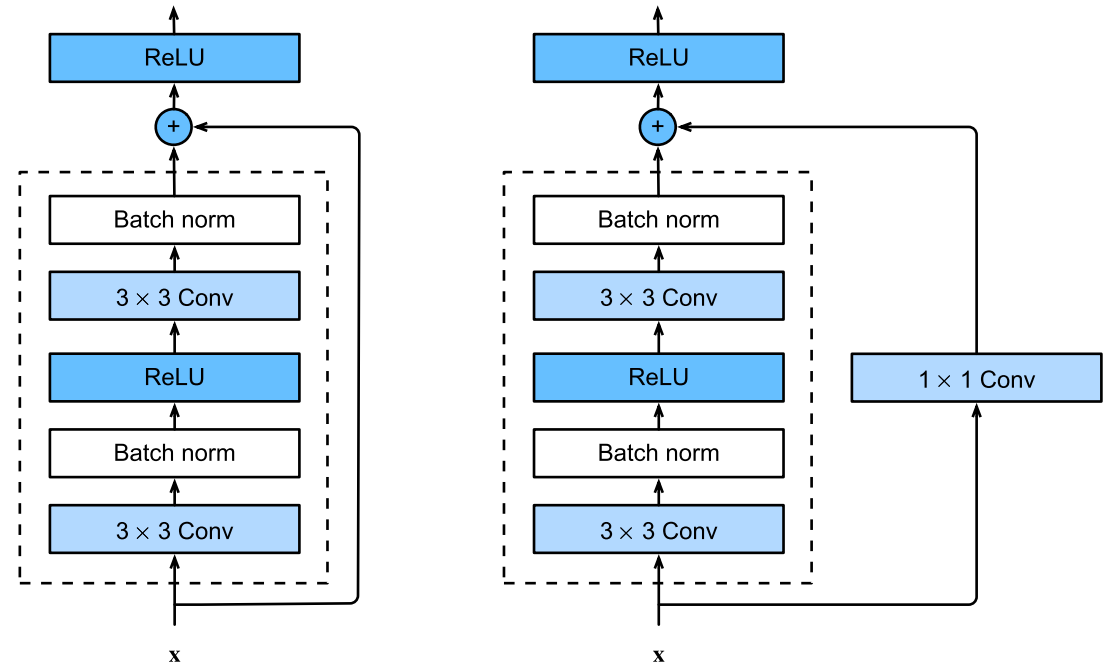 ReLU
+
Batch norm
3 × 3 Conv
ReLU
Batch norm
3 × 3 Conv
x
ReLU
+
Batch norm
3 × 3 Conv
ReLU
Batch norm
3 × 3 Conv
x
1 × 1 Conv